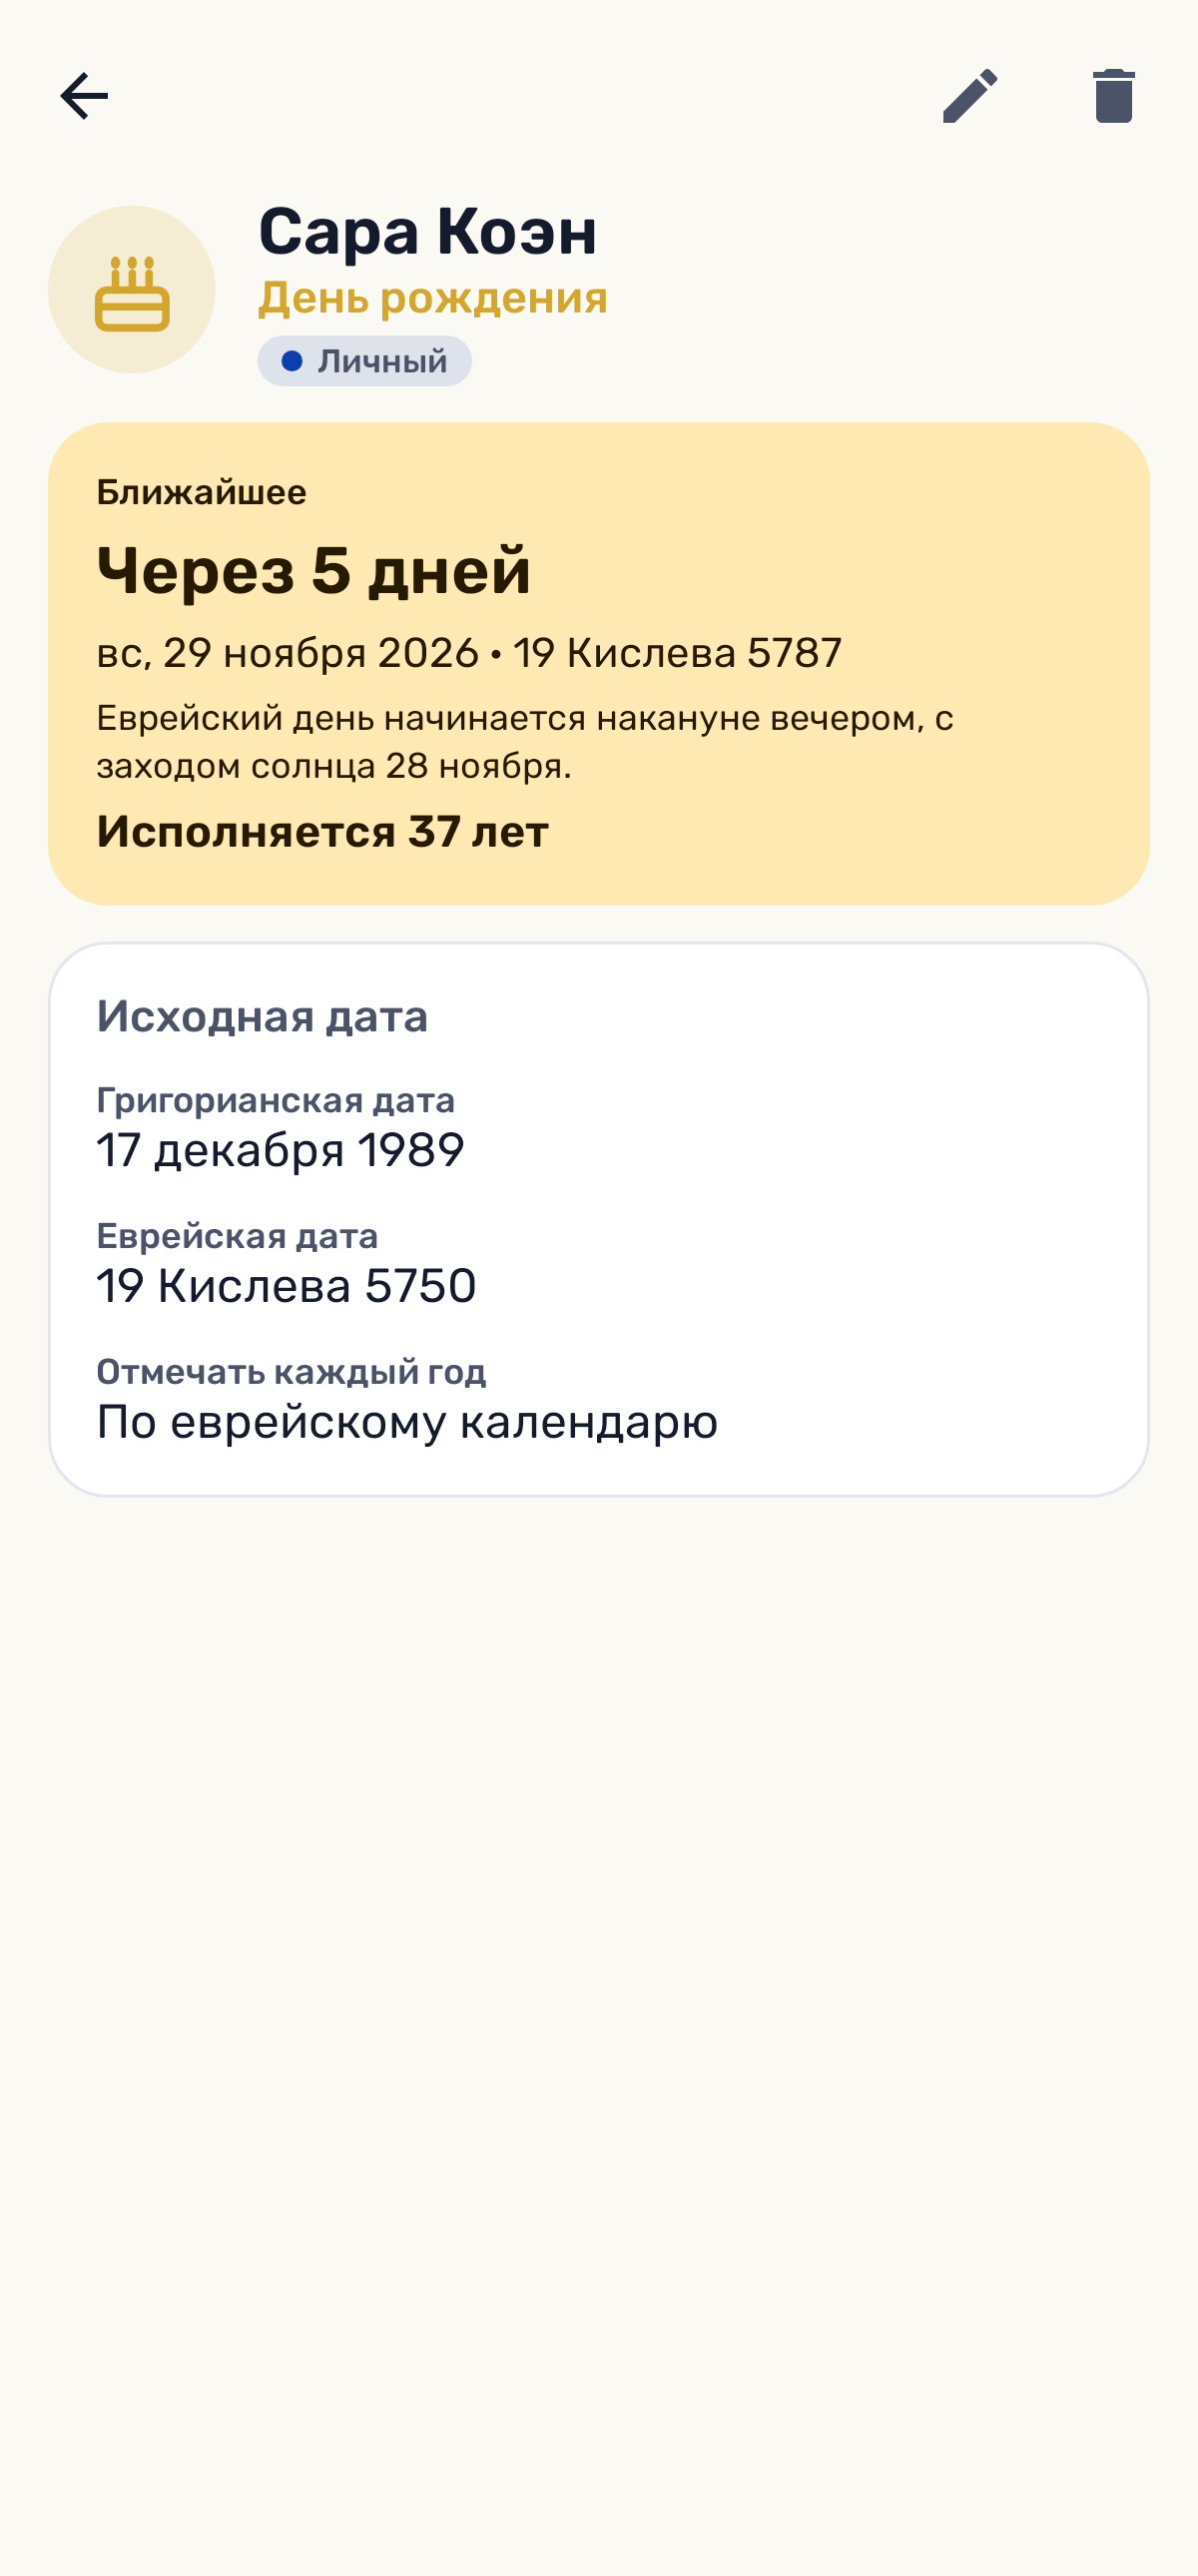 Сара Коэн
День рождения
Личный
Ближайшее
Через 5 дней
вс, 29 ноября 2026 • 19 Кислева 5787
Еврейский день начинается накануне вечером, с
заходом солнца 28 ноября.
Исполняется 37 лет
Исходная дата
Григорианская дата
17 декабря 1989
Еврейская дата
19 Кислева 5750
Отмечать каждый год
По еврейскому календарю